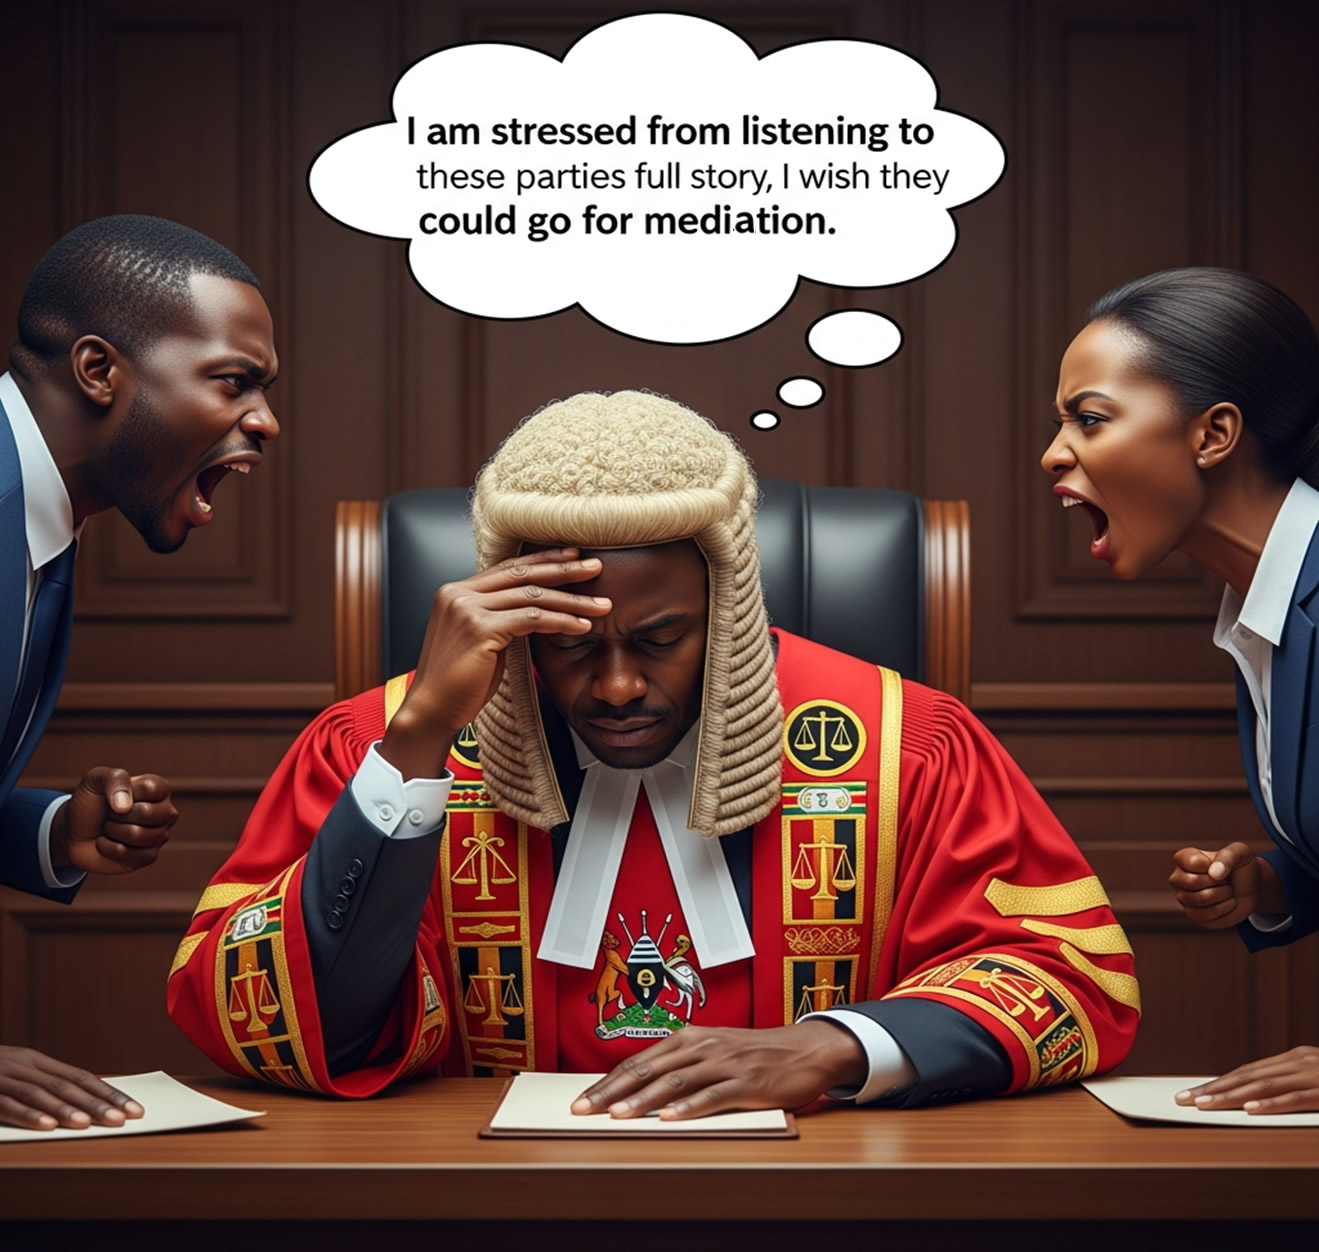 I am stressed from listening to
these parties full story, I wish they
could go for mediation.